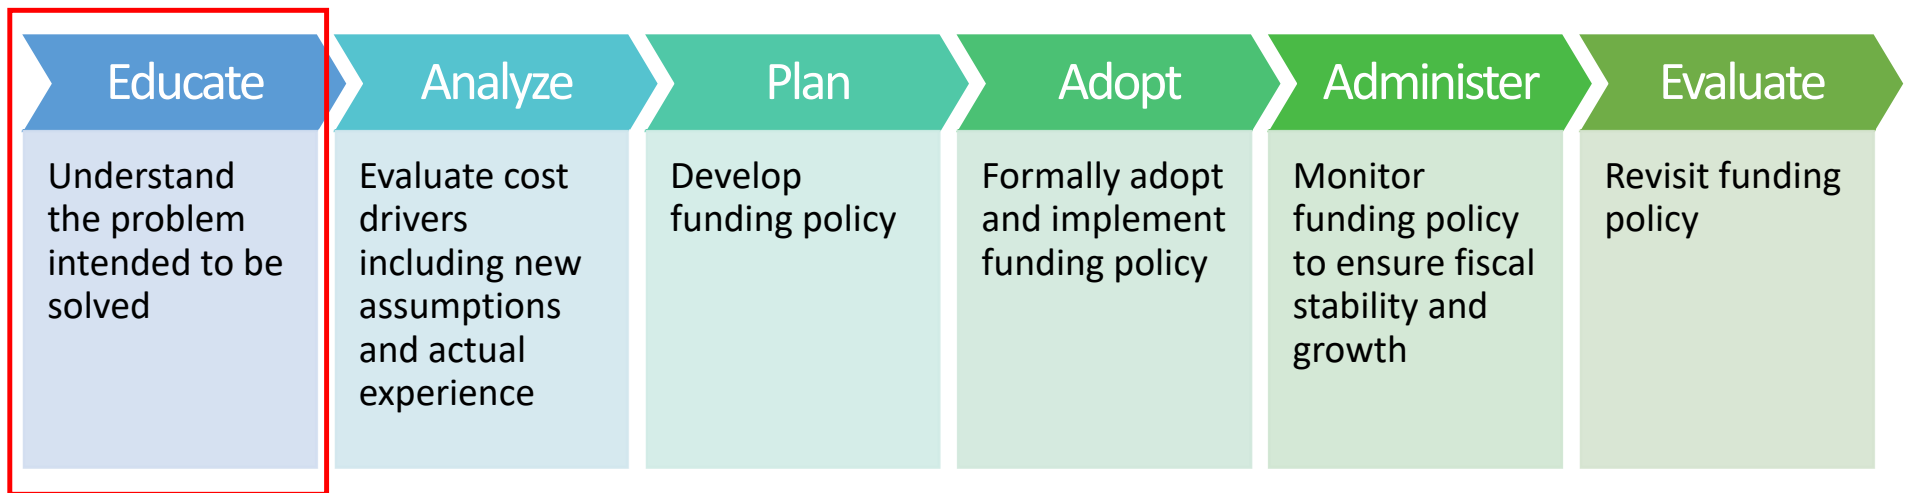 Educate
Understand
the problem
intended to be
solved
Analyze
Evaluate cost
drivers
including new
assumptions
and actual
experience
Plan
Develop
funding policy
Adopt
Formally adopt
and implement
funding policy
Administer
Monitor
funding policy
to ensure fiscal
stability and
growth
Evaluate
Revisit funding
policy